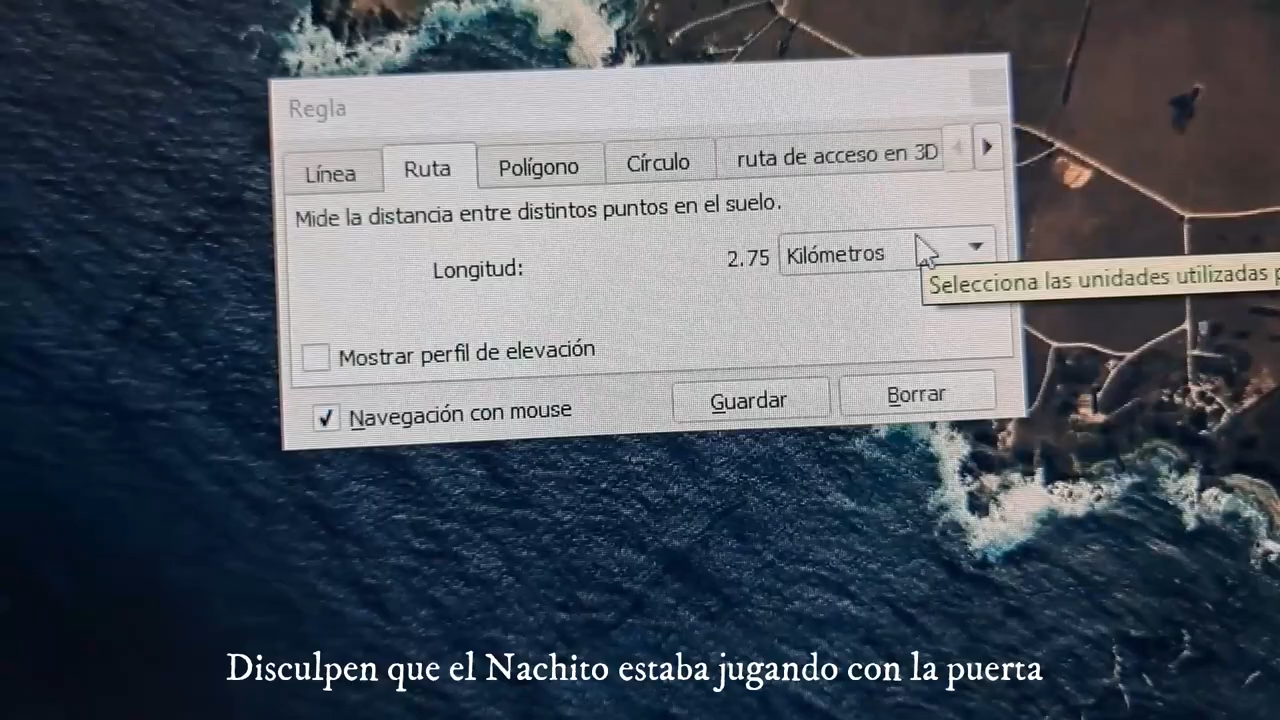 Regla
Línea Ruta Polígono Círculo ruta de acceso en 3D
Mide la distancia entre distintos puntos en el suelo.
Longitud: 2.75 Kilómetros
Selecciona las unidades utilizadas
Mostrar perfil de elevación
Navegación con mouse Guardar Borrar
Disculpen que el Nachito estaba jugando con la puerta